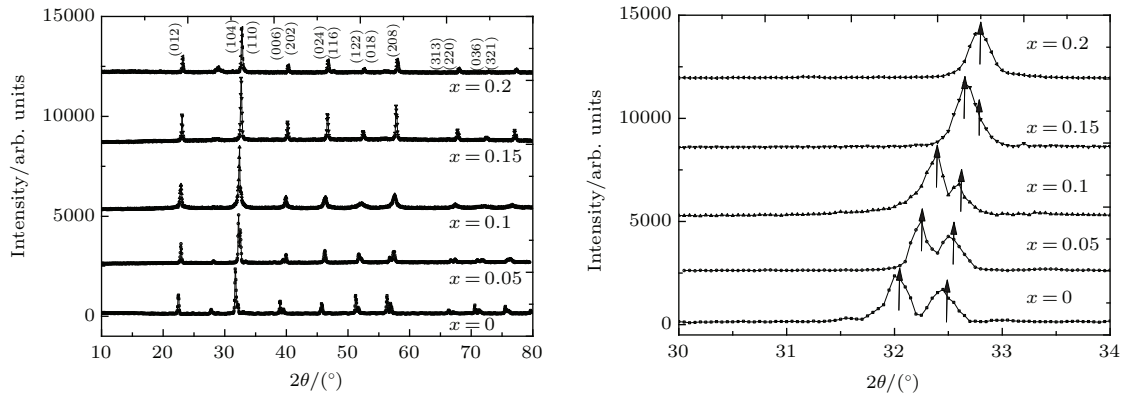 15000
10000
5000
0
Intensity/arb. units
(012)
(104)
(110)
(006)
(202)
(024)
(116)
(122)
(018)
(208)
(313)
(220)
(036)
(321)
x = 0.2
x = 0.15
x = 0.1
x = 0.05
x = 0
10 20 30 40 50 60 70 80
2θ/(°)
15000
10000
5000
0
Intensity/arb. units
x = 0.2
x = 0.15
x = 0.1
x = 0.05
x = 0
30 31 32 33 34
2θ/(°)